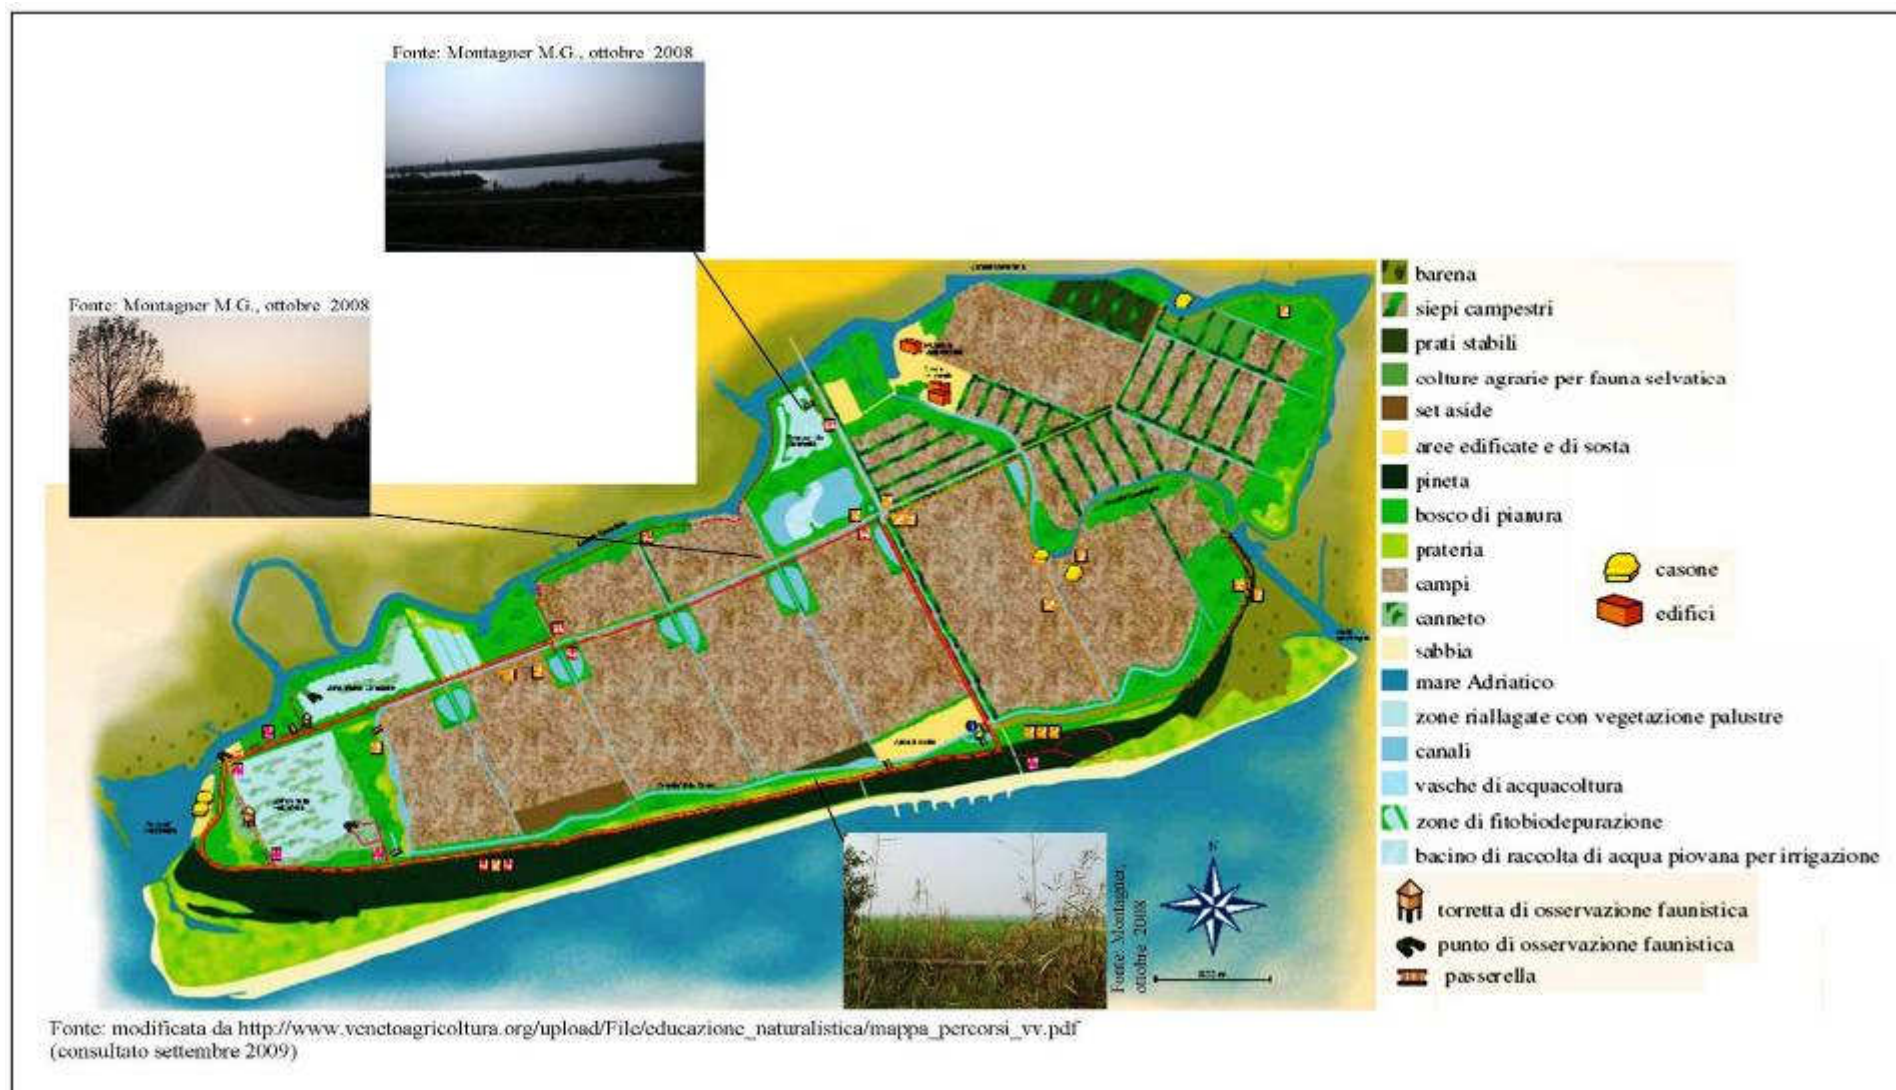 Fonte: Montagner M.G., ottobre 2008
Fonte: Montagner M.G., ottobre 2008
barena
siepi campestri
prati stabili
colture agrarie per fauna selvatica
set aside
aree edificate e di sosta
pineta
bosco di pianura
prateria
campi
canneto
sabbia
mare Adriatico
zone riallagate con vegetazione palustre
canali
vasche di acquacoltura
zone di fitobiodepurazione
bacino di raccolta di acqua piovana per irrigazione
casone
edifici
torretta di osservazione faunistica
punto di osservazione faunistica
passerella
N
Fonte: Montagner,
ottobre 2008
Fonte: modificata da http://www.venetoagricoltura.org/upload/File/educazione_naturalistica/mappa_percorsi_vv.pdf
(consultato settembre 2009)